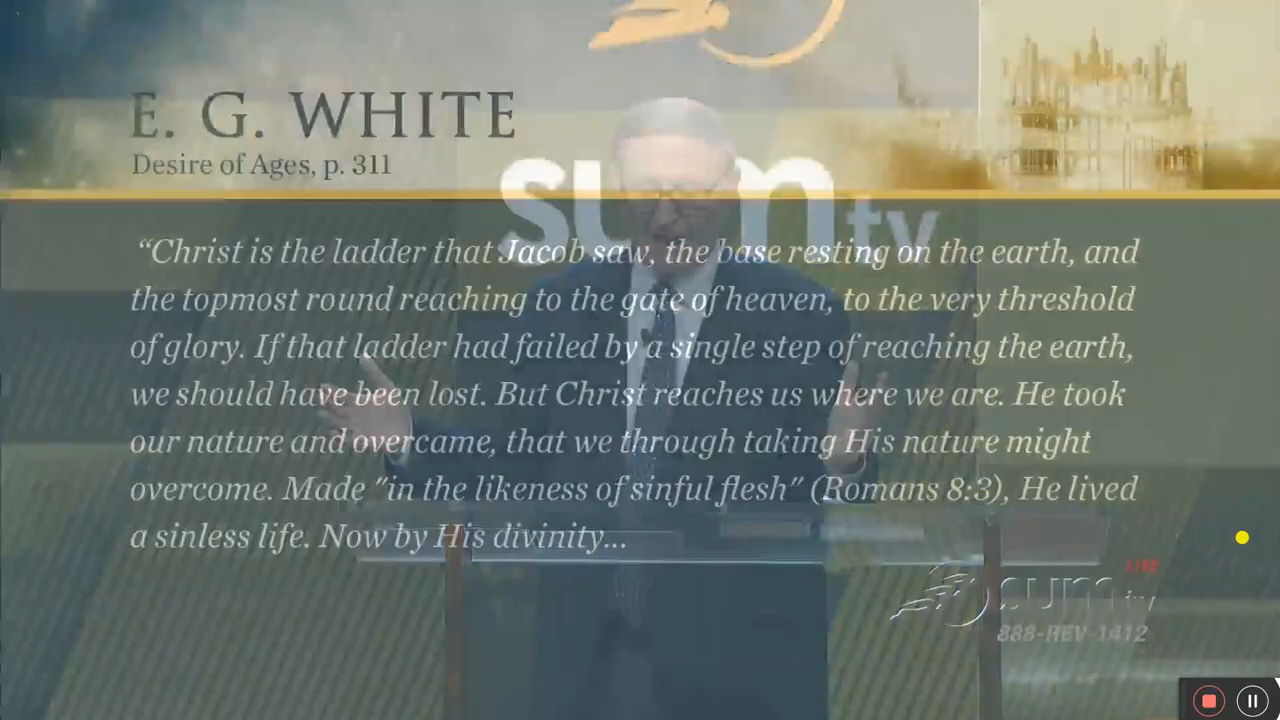 E. G. WHITE
Desire of Ages, p. 311
sum tv
“Christ is the ladder that Jacob saw, the base resting on the earth, and
the topmost round reaching to the gate of heaven, to the very threshold
of glory. If that ladder had failed by a single step of reaching the earth,
we should have been lost. But Christ reaches us where we are. He took
our nature and overcame, that we through taking His nature might
overcome. Made "in the likeness of sinful flesh" (Romans 8:3), He lived
a sinless life. Now by His divinity...
LIVE
sum tv
888-REV-1412